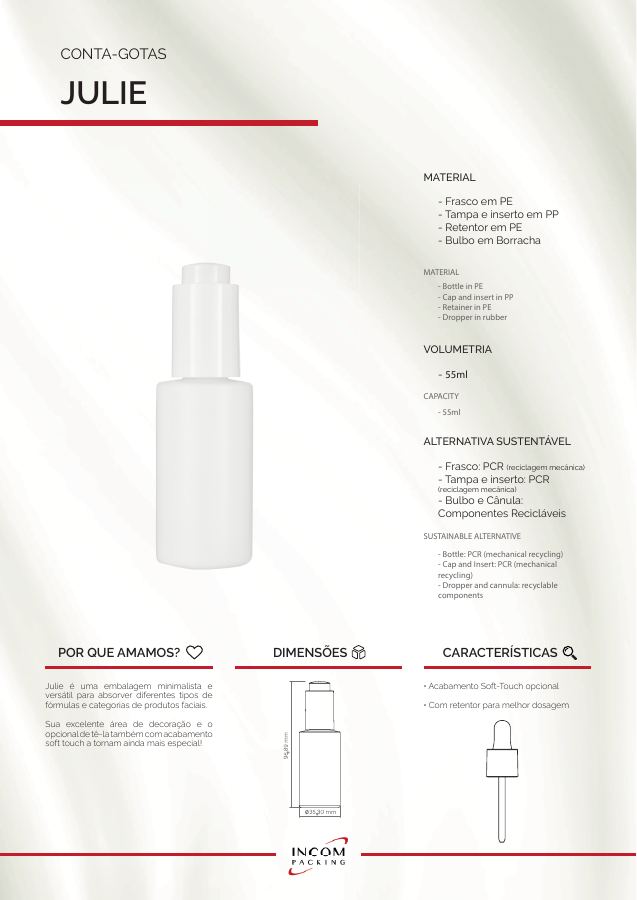 CONTA-GOTAS
JULIE
MATERIAL
- Frasco em PE
- Tampa e inserto em PP
- Retentor em PE
- Bulbo em Borracha
MATERIAL
- Bottle in PE
- Cap and insert in PP
- Retainer in PE
- Dropper in rubber
VOLUMETRIA
- 55ml
CAPACITY
- 55ml
ALTERNATIVA SUSTENTÁVEL
- Frasco: PCR (reciclagem mecânica)
- Tampa e inserto: PCR
(reciclagem mecânica)
- Bulbo e Cânula:
Componentes Recicláveis
SUSTAINABLE ALTERNATIVE
- Bottle: PCR (mechanical recycling)
- Cap and Insert: PCR (mechanical
recycling)
- Dropper and cannula: recyclable
components
POR QUE AMAMOS?
Julie é uma embalagem minimalista e
versátil para absorver diferentes tipos de
fórmulas e categorias de produtos faciais.
Sua excelente área de decoração e o
opcional de tê-la também com acabamento
soft touch a tornam ainda mais especial!
DIMENSÕES
mm
Ø35,30 mm
CARACTERÍSTICAS
• Acabamento Soft-Touch opcional
• Com retentor para melhor dosagem
INCOM
PACKING